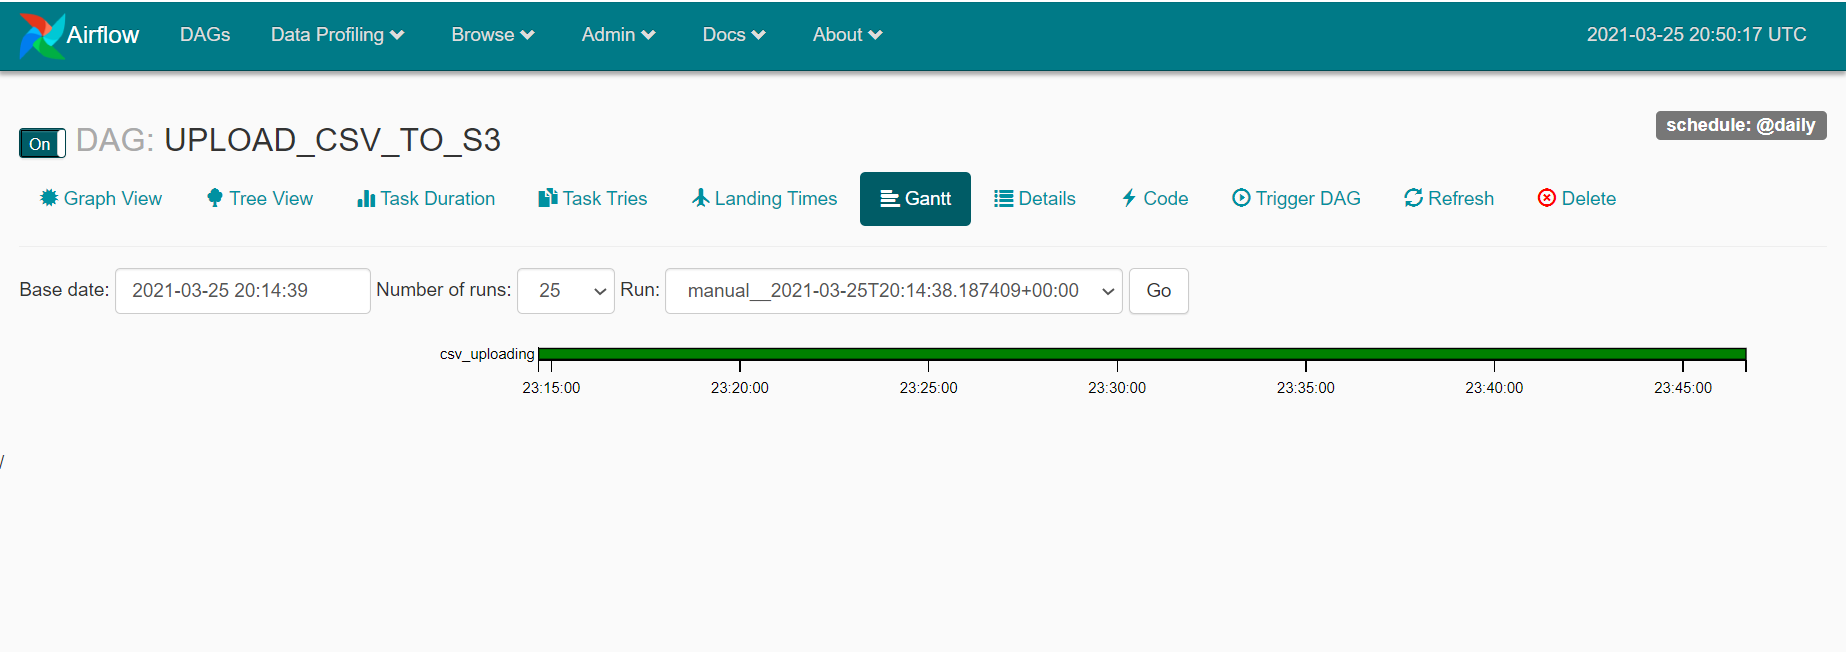 Airflow DAGs Data Profiling Browse Admin Docs About 2021-03-25 20:50:17 UTC
schedule: @daily
On DAG: UPLOAD_CSV_TO_S3
Graph View Tree View Task Duration Task Tries Landing Times Gantt Details Code Trigger DAG Refresh Delete
Base date: 2021-03-25 20:14:39 Number of runs: 25 Run: manual__2021-03-25T20:14:38.187409+00:00 Go
csv_uploading
23:15:00 23:20:00 23:25:00 23:30:00 23:35:00 23:40:00 23:45:00
/